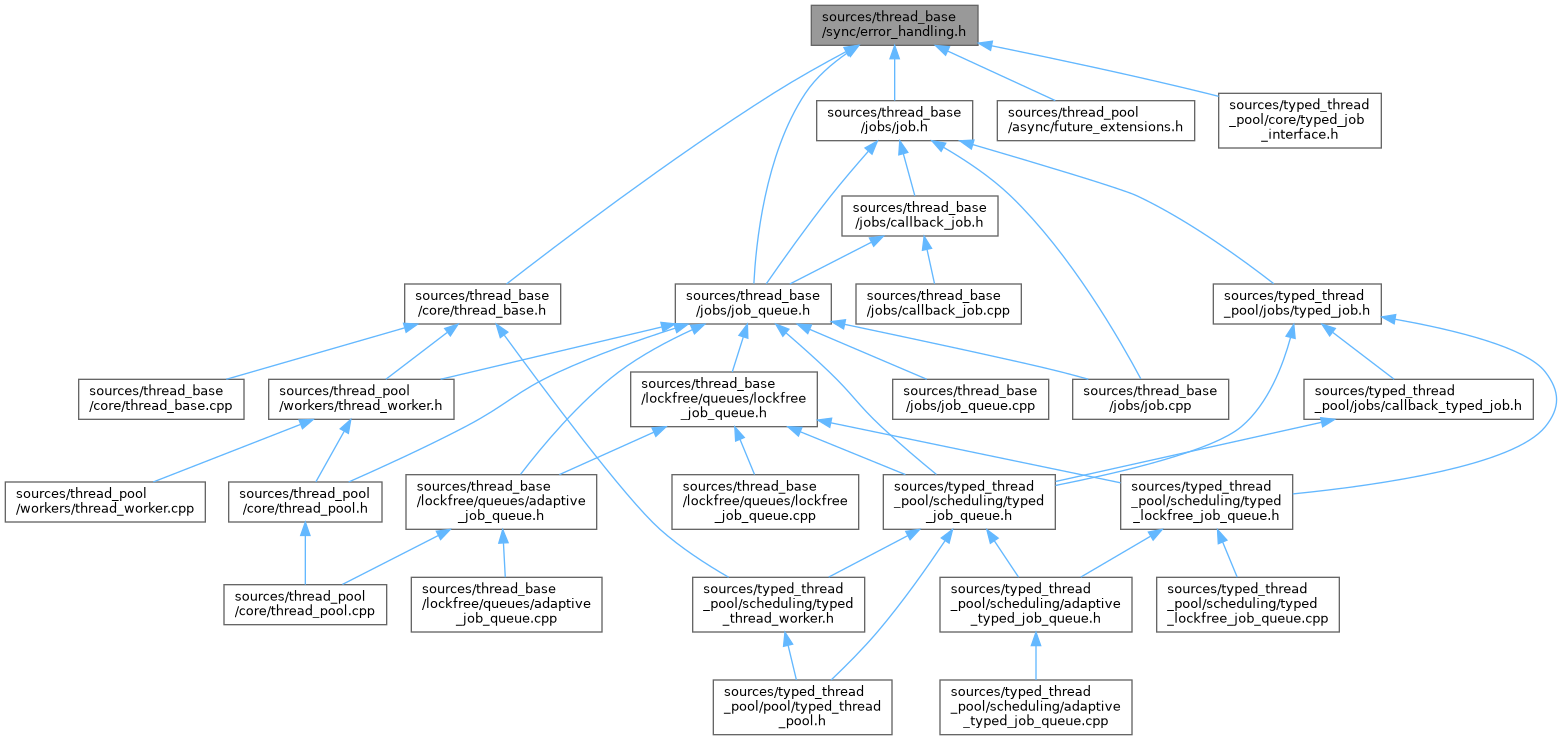 sources/thread_base
/sync/error_handling.h
sources/thread_base
/jobs/job.h
sources/thread_pool
/async/future_extensions.h
sources/typed_thread
_pool/core/typed_job
_interface.h
sources/thread_base
/jobs/callback_job.h
sources/thread_base
/core/thread_base.h
sources/thread_base
/jobs/job_queue.h
sources/thread_base
/jobs/callback_job.cpp
sources/typed_thread
_pool/jobs/typed_job.h
sources/thread_base
/core/thread_base.cpp
sources/thread_pool
/workers/thread_worker.h
sources/thread_base
/lockfree/queues/lockfree
_job_queue.h
sources/thread_base
/jobs/job_queue.cpp
sources/thread_base
/jobs/job.cpp
sources/typed_thread
_pool/jobs/callback_typed_job.h
sources/thread_pool
/workers/thread_worker.cpp
sources/thread_pool
/core/thread_pool.h
sources/thread_base
/lockfree/queues/adaptive
_job_queue.h
sources/thread_base
/lockfree/queues/lockfree
_job_queue.cpp
sources/typed_thread
_pool/scheduling/typed
_job_queue.h
sources/typed_thread
_pool/scheduling/typed
_lockfree_job_queue.h
sources/thread_pool
/core/thread_pool.cpp
sources/thread_base
/lockfree/queues/adaptive
_job_queue.cpp
sources/typed_thread
_pool/scheduling/typed
_thread_worker.h
sources/typed_thread
_pool/scheduling/adaptive
_typed_job_queue.h
sources/typed_thread
_pool/scheduling/typed
_lockfree_job_queue.cpp
sources/typed_thread
_pool/pool/typed_thread
_pool.h
sources/typed_thread
_pool/scheduling/adaptive
_typed_job_queue.cpp